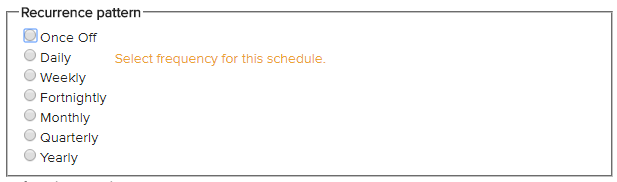 Recurrence pattern
Once Off
Daily
Select frequency for this schedule.
Weekly
Fortnightly
Monthly
Quarterly
Yearly